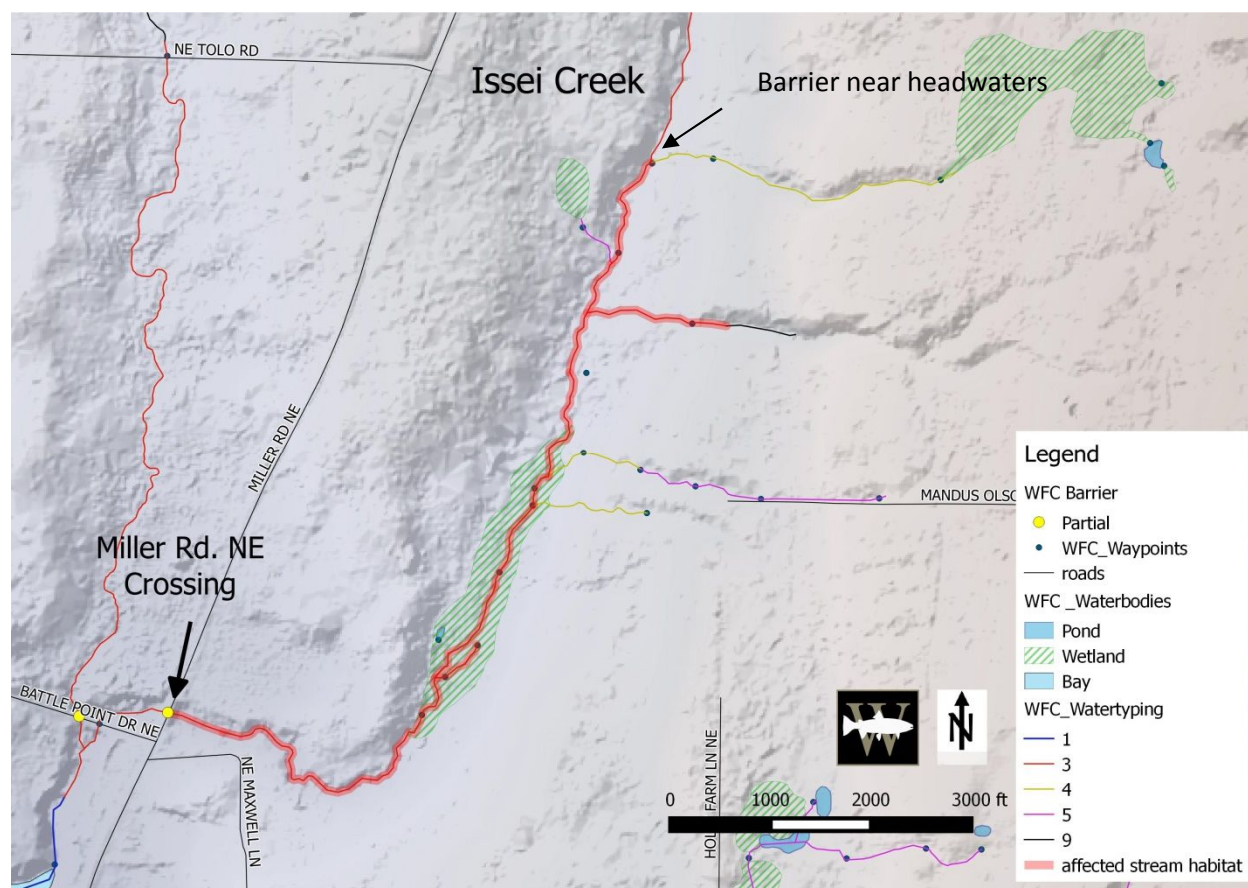 NE TOLO RD
Issei Creek
Barrier near headwaters
MILLER RD NE
MANDUS OLSO
Miller Rd. NE
Crossing
BATTLE POINT DR NE
NE MAXWELL LN
FARM LN NE
W
N
0 1000 2000 3000 ft
Legend
WFC Barrier
Partial
WFC_Waypoints
roads
WFC _Waterbodies
Pond
Wetland
Bay
WFC_Watertyping
1
3
4
5
9
affected stream habitat